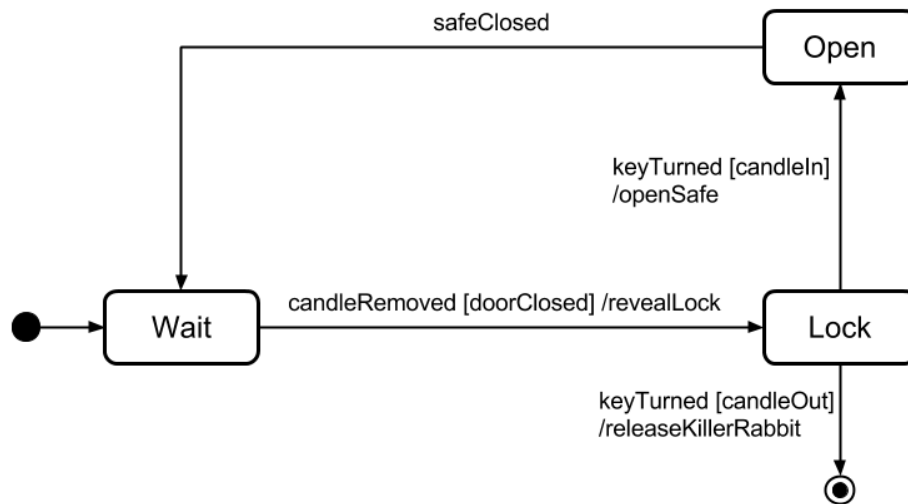 safeClosed
Open
keyTurned [candleIn]
/openSafe
Wait
candleRemoved [doorClosed] /revealLock
Lock
keyTurned [candleOut]
/releaseKillerRabbit